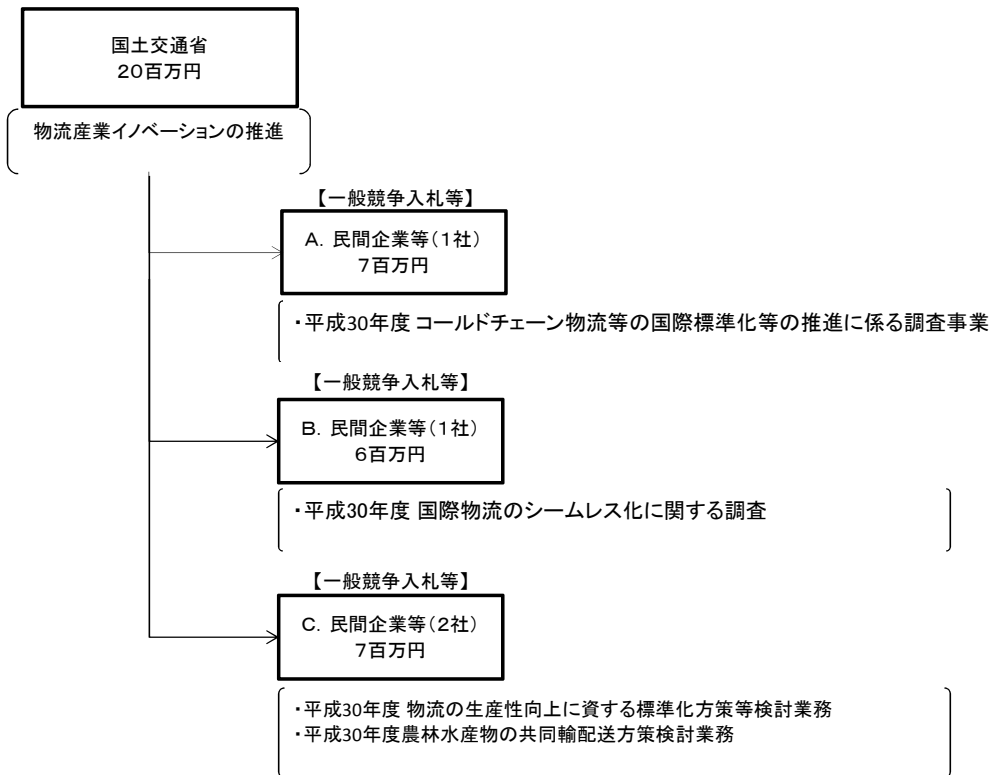 国土交通省
20百万円
物流産業イノベーションの推進
【一般競争入札等】
A. 民間企業等(1社)
7百万円
・平成30年度 コールドチェーン物流等の国際標準化等の推進に係る調査事業
【一般競争入札等】
B. 民間企業等(1社)
6百万円
・平成30年度 国際物流のシームレス化に関する調査
【一般競争入札等】
C. 民間企業等(2社)
7百万円
・平成30年度 物流の生産性向上に資する標準化方策等検討業務
・平成30年度農林水産物の共同輸配送方策検討業務